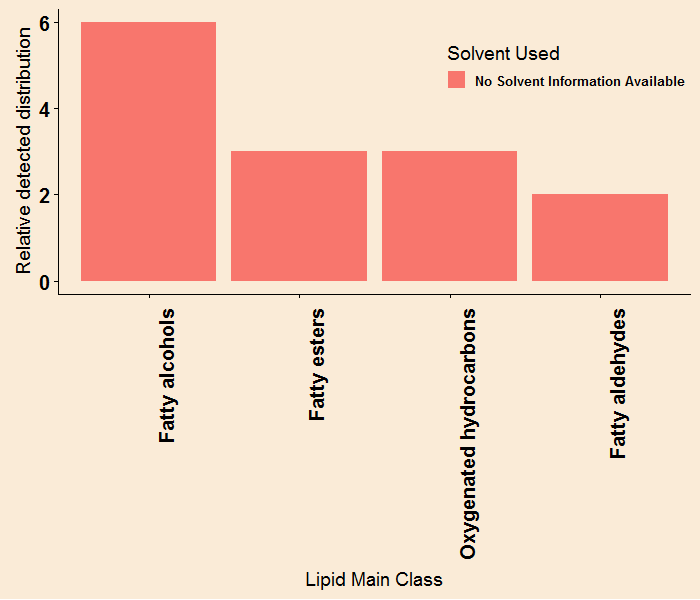 Relative detected distribution
6
4
2
0
Solvent Used
No Solvent Information Available
Fatty alcohols
Fatty esters
Oxygenated hydrocarbons
Fatty aldehydes
Lipid Main Class